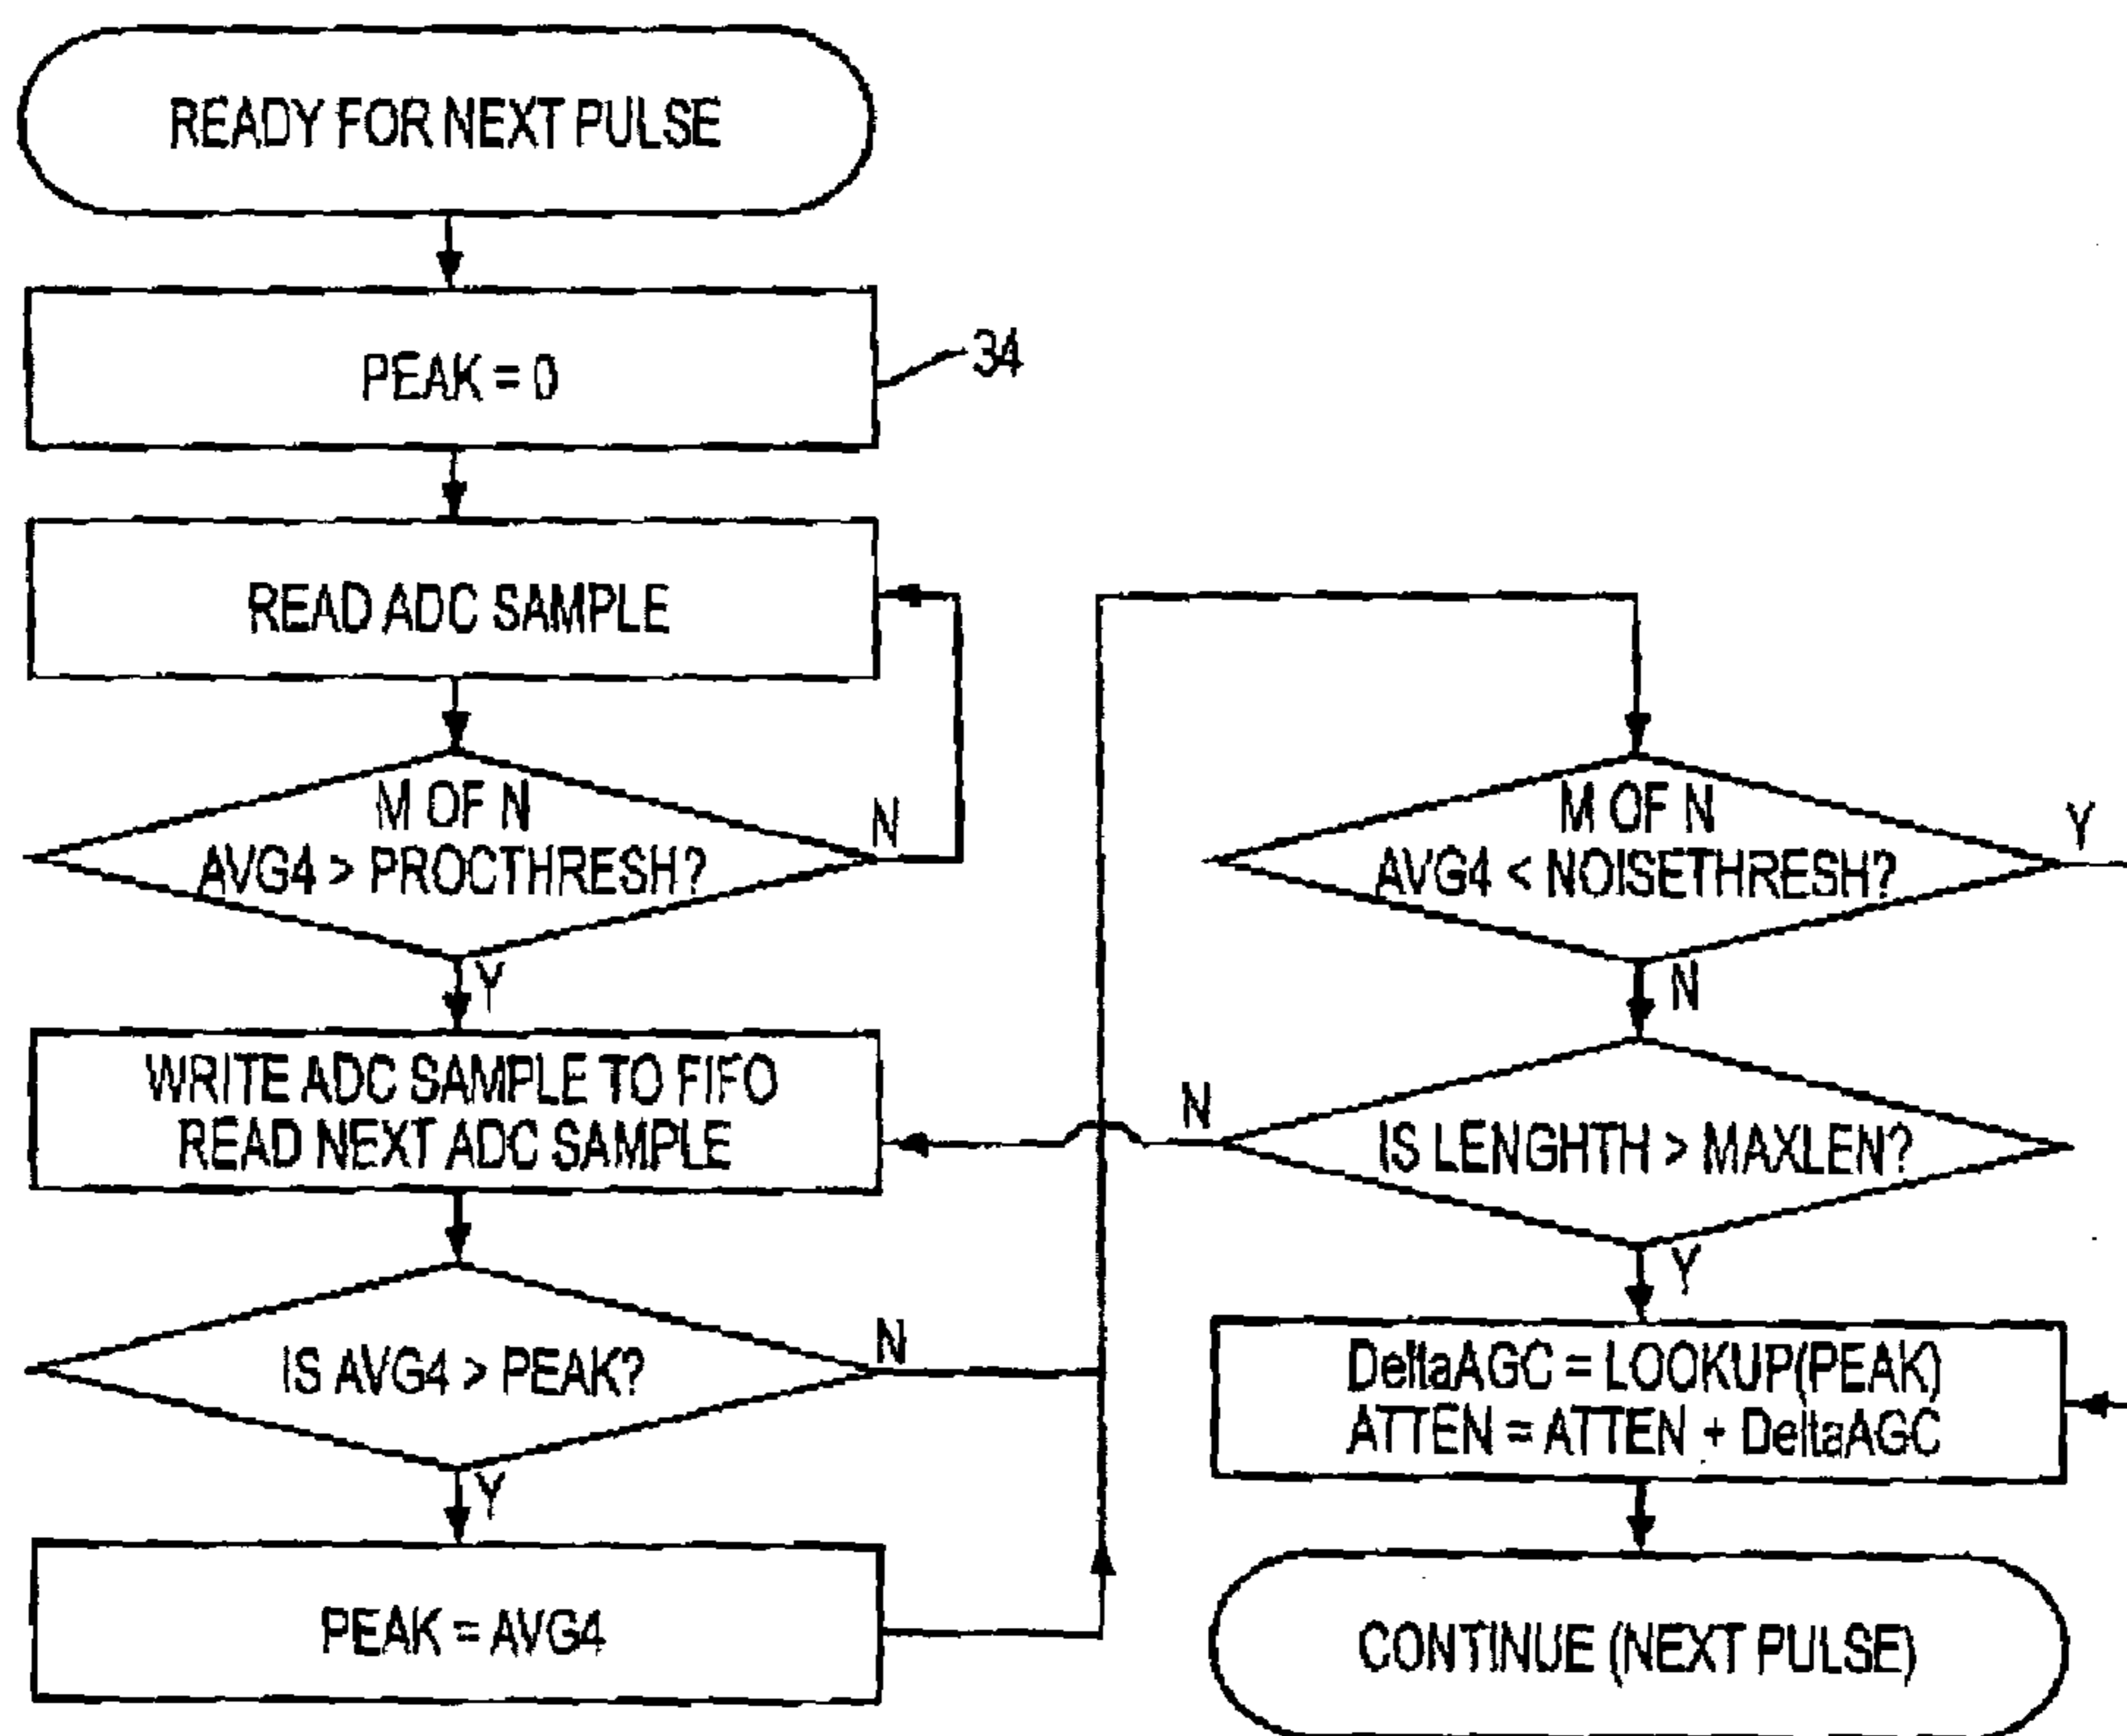 READY FOR NEXT PULSE
PEAK = 0
34
READ ADC SAMPLE
M OF N
AVG4 > PROCTHRESH?
N
Y
WRITE ADC SAMPLE TO FIFO
READ NEXT ADC SAMPLE
IS AVG4 > PEAK?
N
Y
PEAK = AVG4
M OF N
AVG4 < NOISETHRESH?
Y
N
IS LENGHTH > MAXLEN?
N
Y
DeltaAGC = LOOKUP(PEAK)
ATTEN = ATTEN + DeltaAGC
CONTINUE (NEXT PULSE)